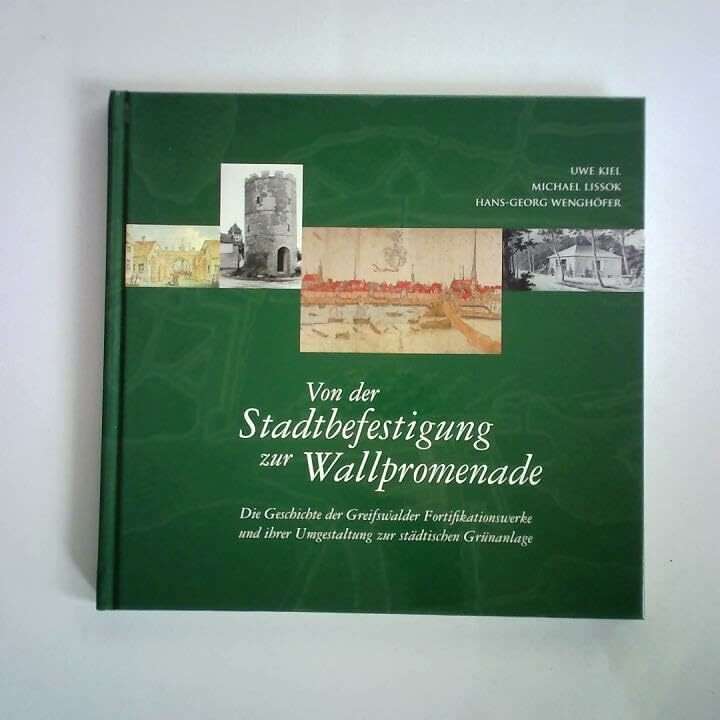 UWE KIEL
MICHAEL LISSOK
HANS-GEORG WENGHÖFER
Von der
Stadtbefestigung
zur Wallpromenade
Die Geschichte der Greifswalder Fortifikationswerke
und ihrer Umgestaltung zur städtischen Grünanlage